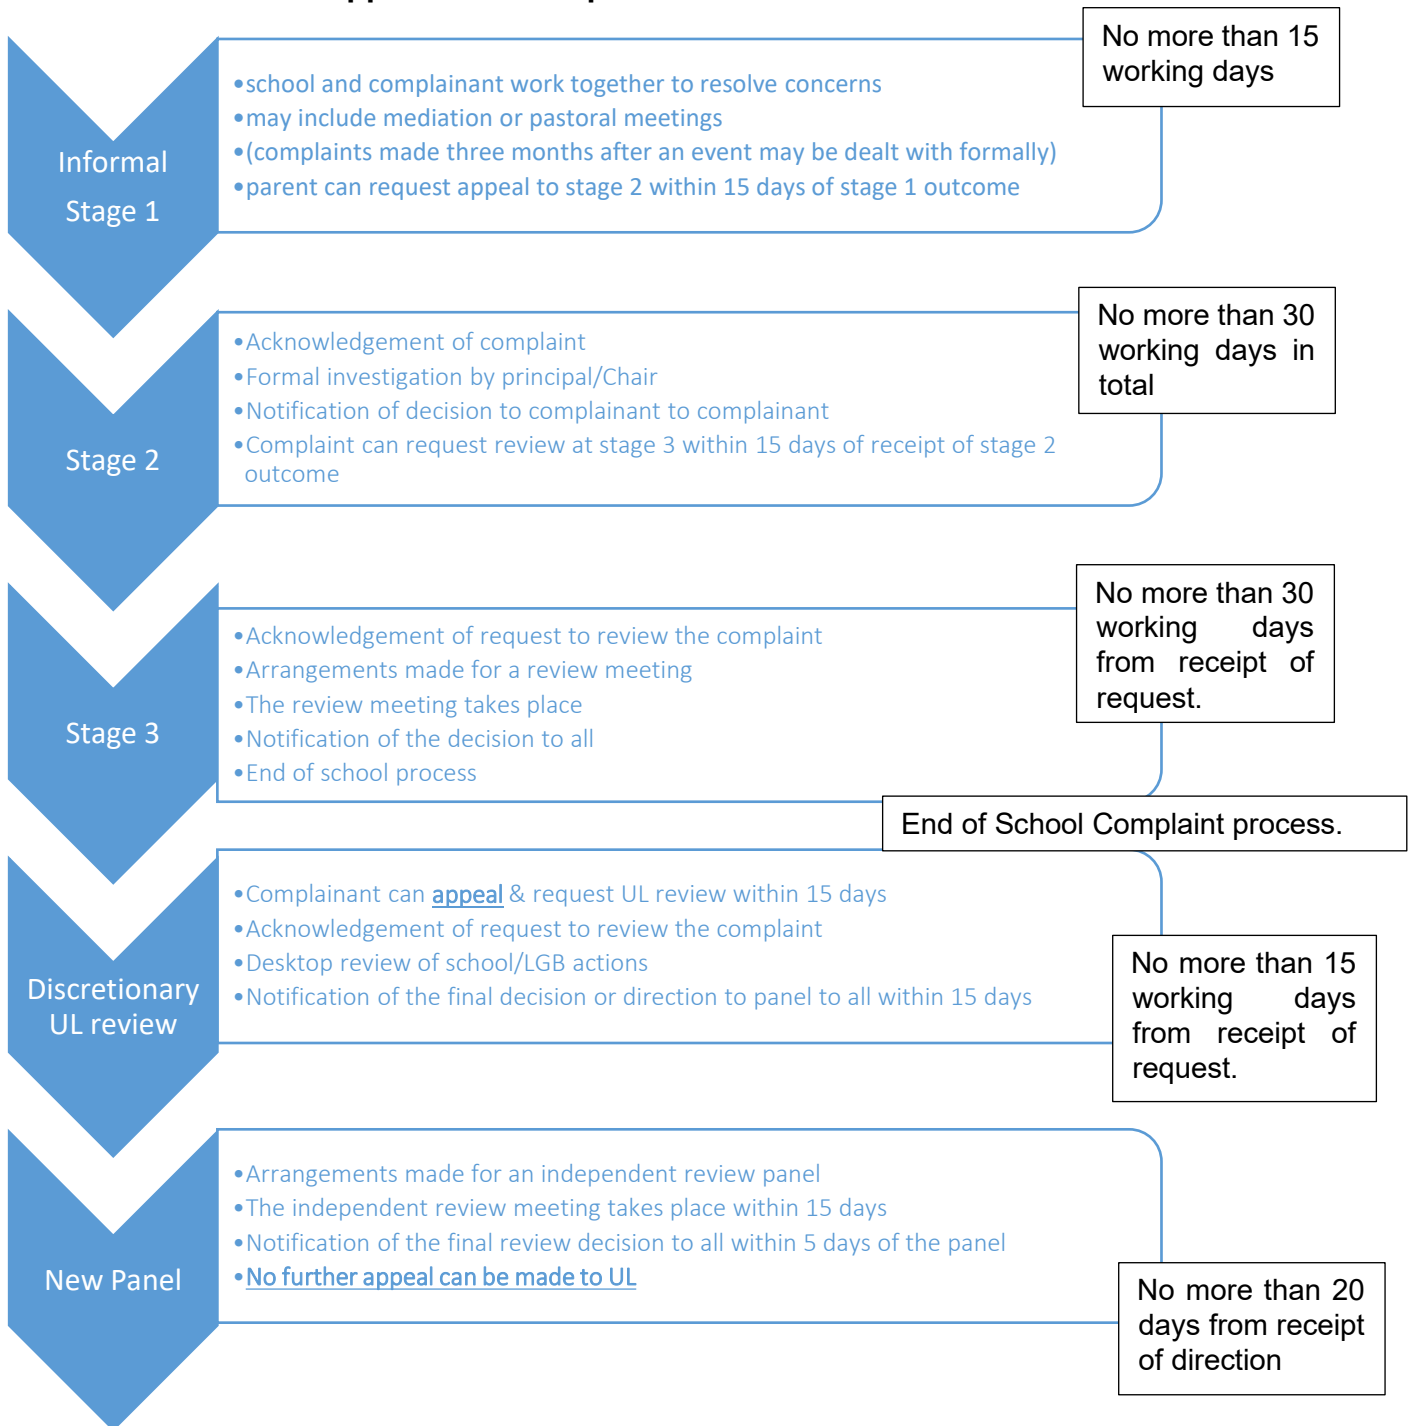 No more than 15
working days
Informal
Stage 1
•school and complainant work together to resolve concerns
•may include mediation or pastoral meetings
•(complaints made three months after an event may be dealt with formally)
•parent can request appeal to stage 2 within 15 days of stage 1 outcome
No more than 30
working days in
total
Stage 2
•Acknowledgement of complaint
•Formal investigation by principal/Chair
•Notification of decision to complainant to complainant
•Complaint can request review at stage 3 within 15 days of receipt of stage 2
outcome
No more than 30
working days
from receipt of
request.
Stage 3
•Acknowledgement of request to review the complaint
•Arrangements made for a review meeting
•The review meeting takes place
•Notification of the decision to all
•End of school process
End of School Complaint process.
Discretionary
UL review
•Complainant can appeal & request UL review within 15 days
•Acknowledgement of request to review the complaint
•Desktop review of school/LGB actions
•Notification of the final decision or direction to panel to all within 15 days
No more than 15
working days
from receipt of
request.
New Panel
•Arrangements made for an independent review panel
•The independent review meeting takes place within 15 days
•Notification of the final review decision to all within 5 days of the panel
•No further appeal can be made to UL
No more than 20
days from receipt
of direction